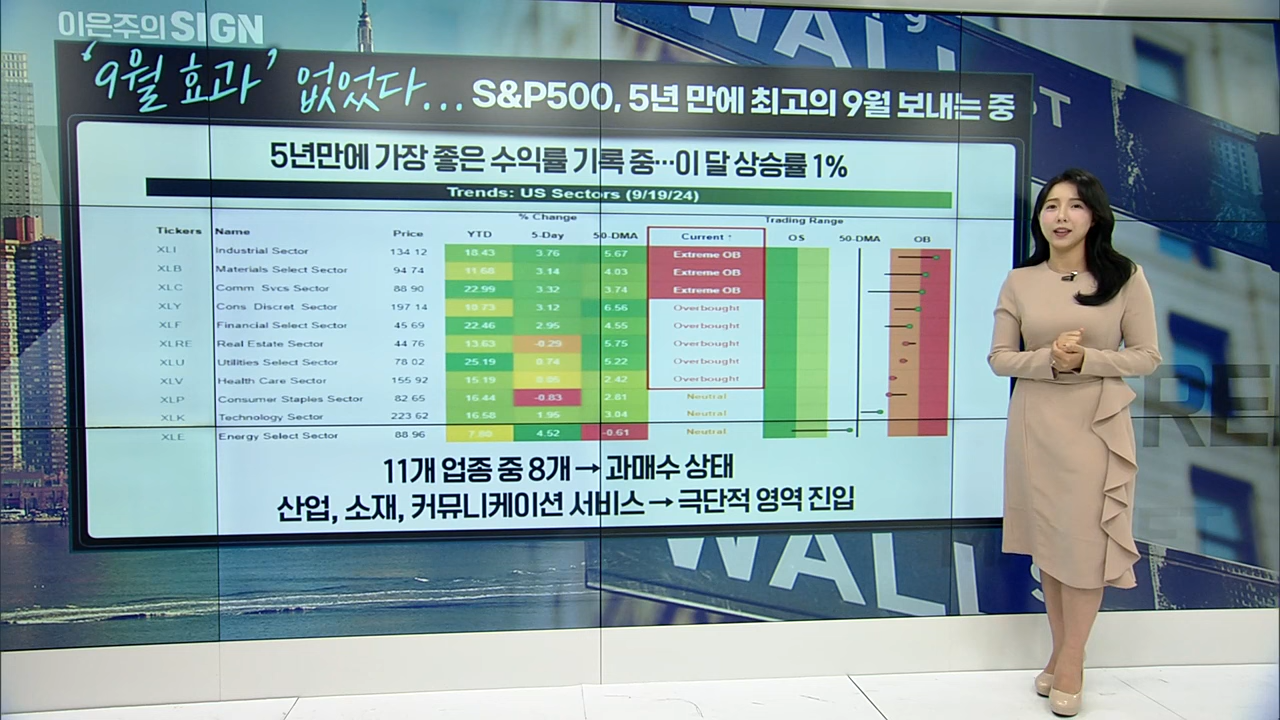 이은주의 SIGN
'9월 효과' 없었다... S&P500, 5년 만에 최고의 9월 보내는 중
5년만에 가장 좋은 수익률 기록 중…이 달 상승률 1%
Trends: US Sectors (9/19/24)
% Change Trading Range
Tickers Name Price YTD 5-Day 50-DMA Current OS 50-DMA OB
XLI Industrial Sector 134.12 18.43 3.76 5.67 Extreme OB
XLB Materials Select Sector 94.74 11.68 3.14 4.03 Extreme OB
XLC Comm Svcs Sector 88.90 22.99 3.32 3.74 Extreme OB
XLY Cons Discret Sector 197.14 10.73 3.12 6.56 Overbought
XLF Financial Select Sector 45.69 22.46 2.95 4.55 Overbought
XLRE Real Estate Sector 44.76 13.63 -0.29 5.75 Overbought
XLU Utilities Select Sector 78.02 25.19 0.74 5.22 Overbought
XLV Health Care Sector 155.92 15.19 2.42 Overbought
XLP Consumer Staples Sector 82.65 16.44 -0.83 2.81 Neutral
XLK Technology Sector 223.62 16.58 1.95 3.04 Neutral
XLE Energy Select Sector 88.96 7.80 4.52 -0.61 Neutral
11개 업종 중 8개 → 과매수 상태
산업, 소재, 커뮤니케이션 서비스 → 극단적 영역 진입
WALL ST
WALL S